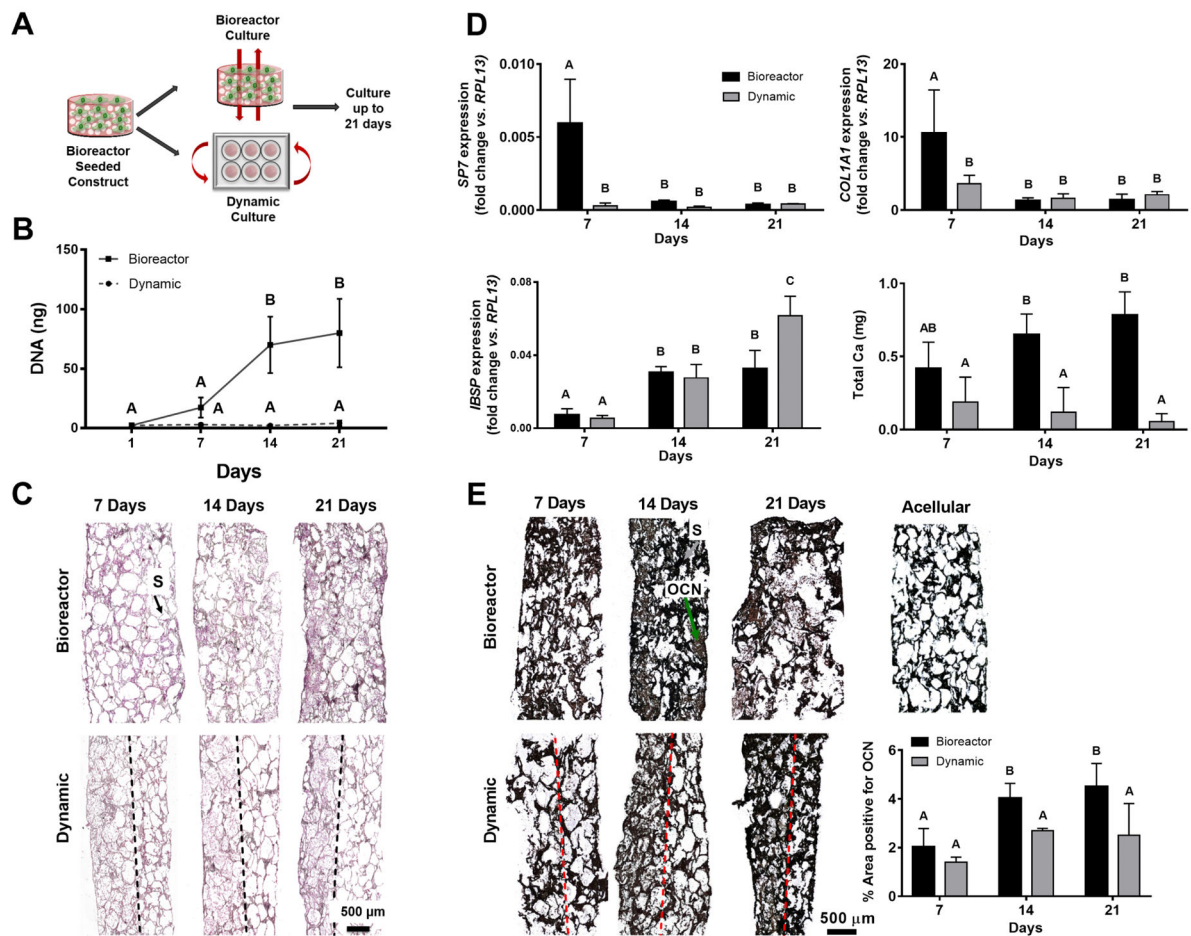 A
Bioreactor
Culture
Bioreactor
Seeded
Construct
Dynamic
Culture
Culture
up to
21 days
B
DNA (ng)
150
100
50
0
Bioreactor
Dynamic
A
A
A
B
A
B
A
1
7
14
21
Days
C
7 Days
14 Days
21 Days
Bioreactor
S
Dynamic
500 µm
D
SP7 expression
(fold change vs. RPL13)
0.010
0.005
0.000
A
B
B
B
B
B
Bioreactor
Dynamic
7
14
21
Days
COL1A1 expression
(fold change vs. RPL13)
20
10
0
A
B
B
B
B
B
7
14
21
Days
IBSP expression
(fold change vs. RPL13)
0.08
0.04
0.00
A
A
B
B
B
C
7
14
21
Days
Total Ca (mg)
1.0
0.5
0.0
AB
A
B
A
B
A
7
14
21
Days
E
7 Days
14 Days
21 Days
Acellular
Bioreactor
S
OCN
Dynamic
500 µm
% Area positive for OCN
6
4
2
0
Bioreactor
Dynamic
A
A
B
A
B
A
7
14
21
Days